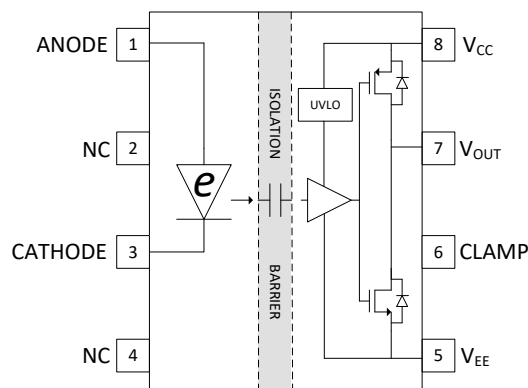 ANODE 1
NC 2
CATHODE 3
NC 4
e
ISOLATION
BARRIER
UVLO
8 VCC
7 VOUT
6 CLAMP
5 VEE